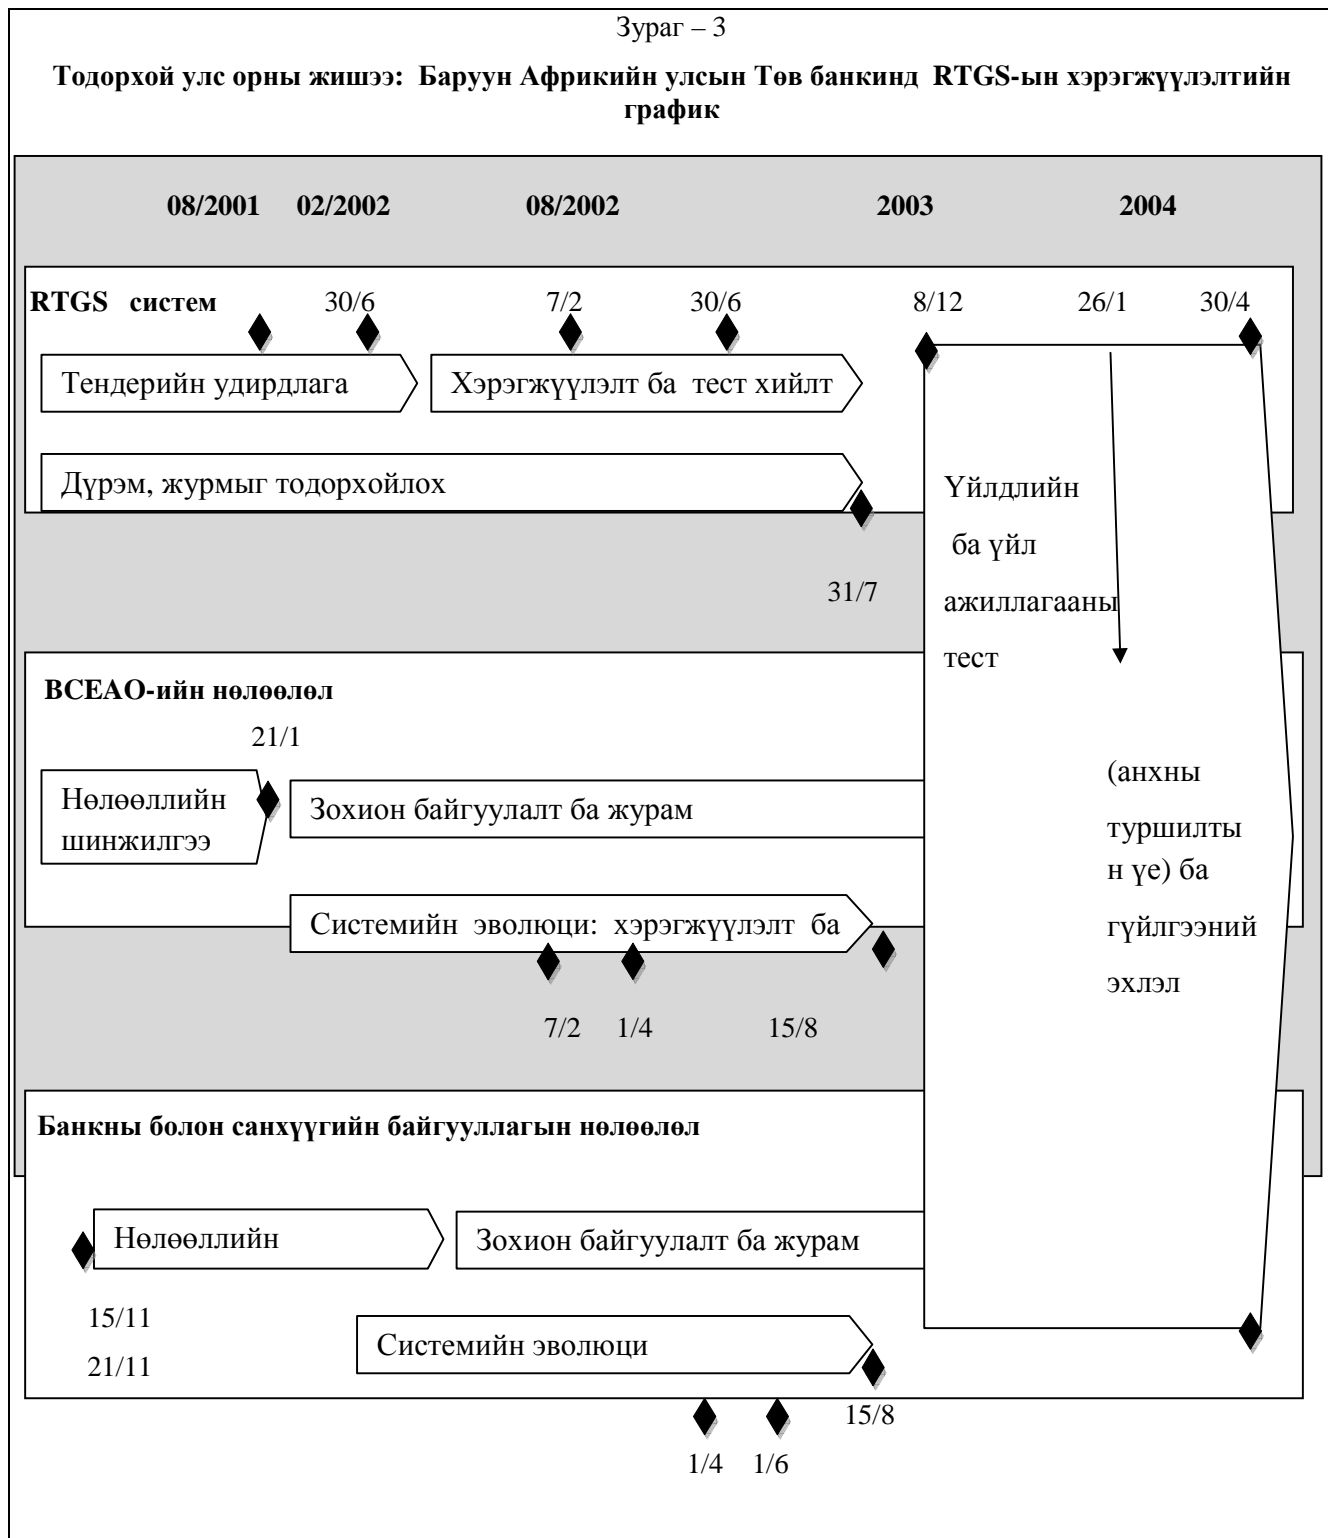 Зураг – 3
Тодорхой улс орны жишээ: Баруун Африкийн улсын Төв банкинд RTGS-ын хэрэгжүүлэлтийн
график
08/2001 02/2002 08/2002 2003 2004
RTGS систем 30/6 7/2 30/6 8/12 26/1 30/4
Тендерийн удирдлага
Хэрэгжүүлэлт ба тест хийлт
Дүрэм, журмыг тодорхойлох
31/7
Үйлдлийн
ба үйл
ажиллагааны
тест
BCEAO-ийн нөлөөлөл
21/1
Нөлөөллийн
шинжилгээ
Зохион байгуулалт ба журам
Системийн эволюци: хэрэгжүүлэлт ба
7/2 1/4 15/8
(анхны
туршилты
н үе) ба
гүйлгээний
эхлэл
Банкны болон санхүүгийн байгууллагын нөлөөлөл
Нөлөөллийн
Зохион байгуулалт ба журам
15/11
21/11
Системийн эволюци
15/8
1/4 1/6